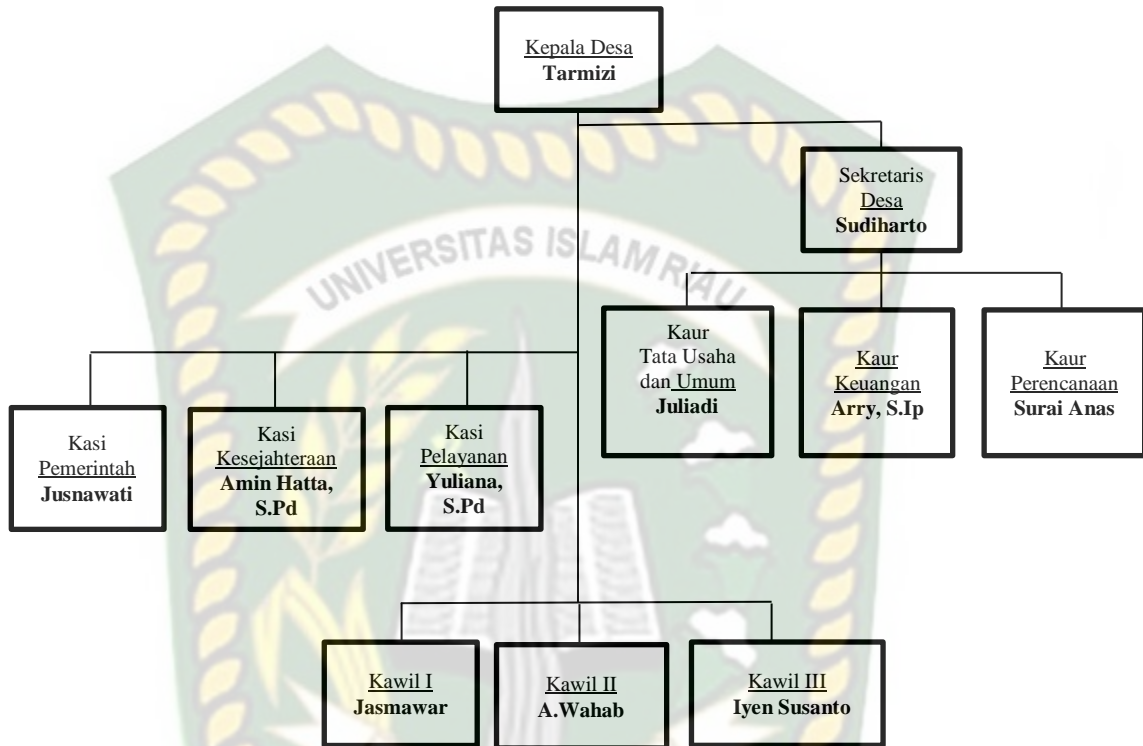 Kepala Desa
Tarmizi
Sekretaris
Desa
Sudiharto
UNIVERSITAS ISLAM RIAU
Kaur
Tata Usaha
dan Umum
Juliadi
Kaur
Keuangan
Arry, S.Ip
Kaur
Perencanaan
Surai Anas
Kasi
Pemerintah
Jusnawati
Kasi
Kesejahteraan
Amin Hatta,
S.Pd
Kasi
Pelayanan
Yuliana,
S.Pd
Kawil I
Jasmawar
Kawil II
A.Wahab
Kawil III
Iyen Susanto